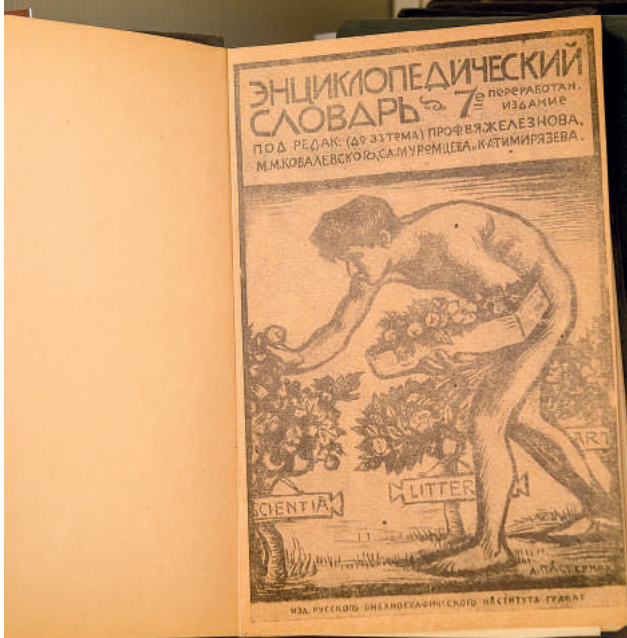 ЭНЦИКЛОПЕДИЧЕСКИЙ
СЛОВАРЬ 7е ПЕРЕРАБОТАН.
ИЗДАНИЕ
ПОД РЕДАК: (ДО 33 ТОМА) ПРОФ. В.Я. ЖЕЛЕЗНОВА,
М.М. КОВАЛЕВСКОГО, С.А. МУРОМЦЕВА, К.А. ТИМИРЯЗЕВА.
SCIENTIA
LITTER
ART
Л. ПАСТЕРНАК
ИЗД. РУССКОГО БИБЛИОГРАФИЧЕСКОГО ИНСТИТУТА ГРАНАТ